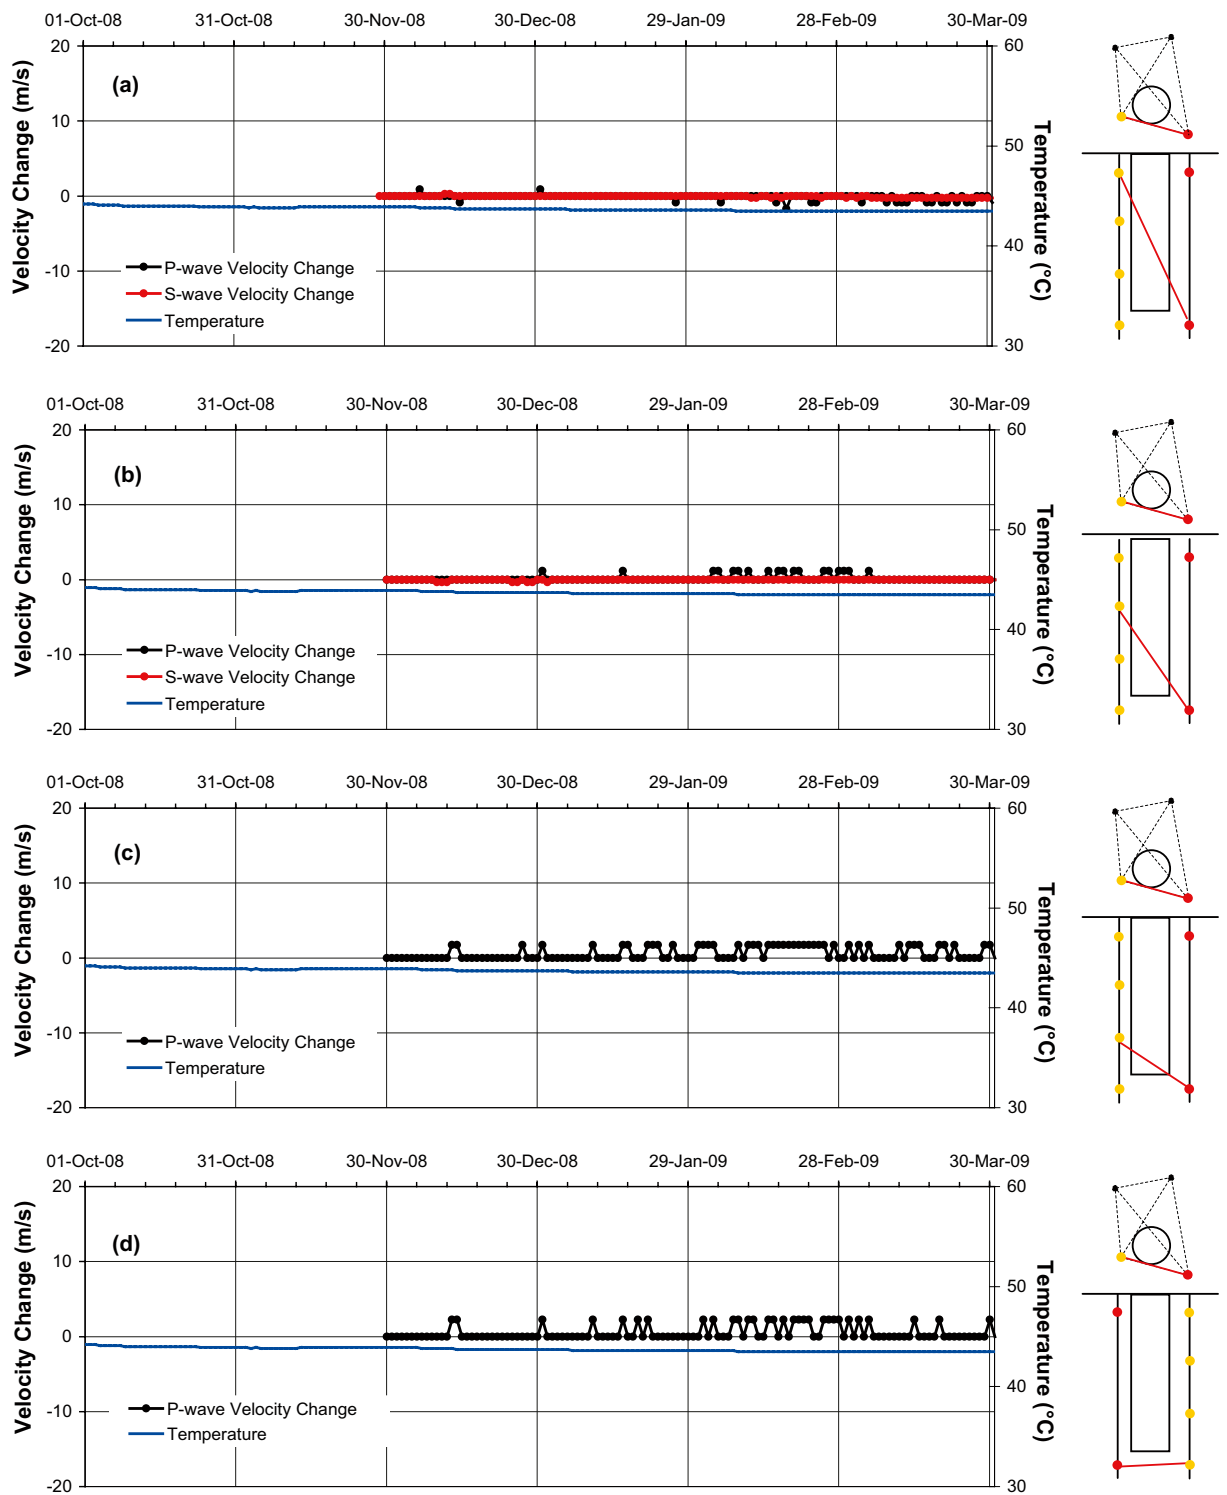 01-Oct-08 31-Oct-08 30-Nov-08 30-Dec-08 29-Jan-09 28-Feb-09 30-Mar-09
Velocity Change (m/s)
20
10
0
-10
-20
(a)
P-wave Velocity Change
S-wave Velocity Change
Temperature
60
50
40
30
Temperature (°C)
01-Oct-08 31-Oct-08 30-Nov-08 30-Dec-08 29-Jan-09 28-Feb-09 30-Mar-09
Velocity Change (m/s)
20
10
0
-10
-20
(b)
P-wave Velocity Change
S-wave Velocity Change
Temperature
60
50
40
30
Temperature (°C)
01-Oct-08 31-Oct-08 30-Nov-08 30-Dec-08 29-Jan-09 28-Feb-09 30-Mar-09
Velocity Change (m/s)
20
10
0
-10
-20
(c)
P-wave Velocity Change
Temperature
60
50
40
30
Temperature (°C)
01-Oct-08 31-Oct-08 30-Nov-08 30-Dec-08 29-Jan-09 28-Feb-09 30-Mar-09
Velocity Change (m/s)
20
10
0
-10
-20
(d)
P-wave Velocity Change
Temperature
60
50
40
30
Temperature (°C)